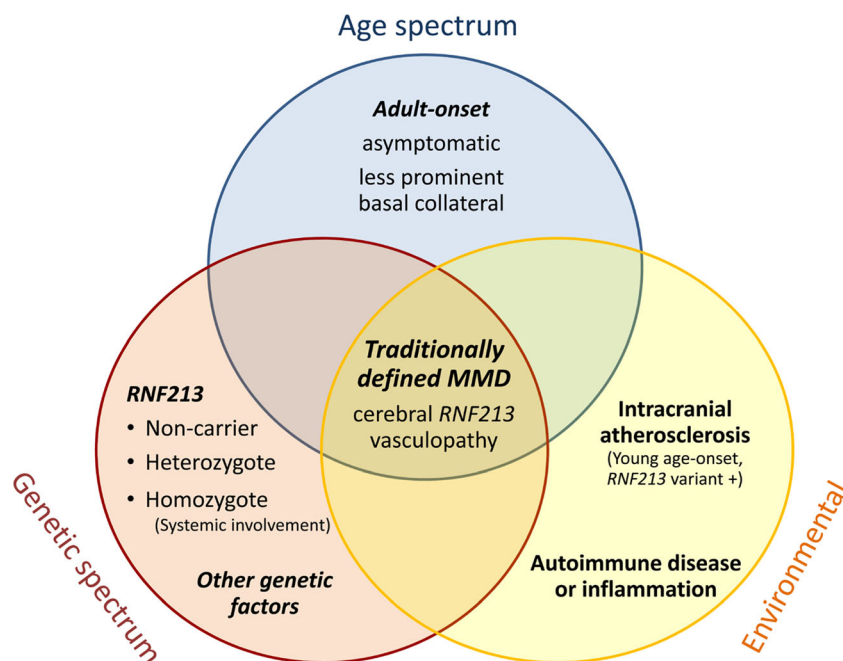 Age spectrum
Adult-onset
asymptomatic
less prominent
basal collateral
Traditionally
defined MMD
cerebral RNF213
vasculopathy
RNF213
• Non-carrier
• Heterozygote
• Homozygote
(Systemic involvement)
Other genetic
factors
Intracranial
atherosclerosis
(Young age-onset,
RNF213 variant +)
Autoimmune disease
or inflammation
Genetic spectrum
Environmental